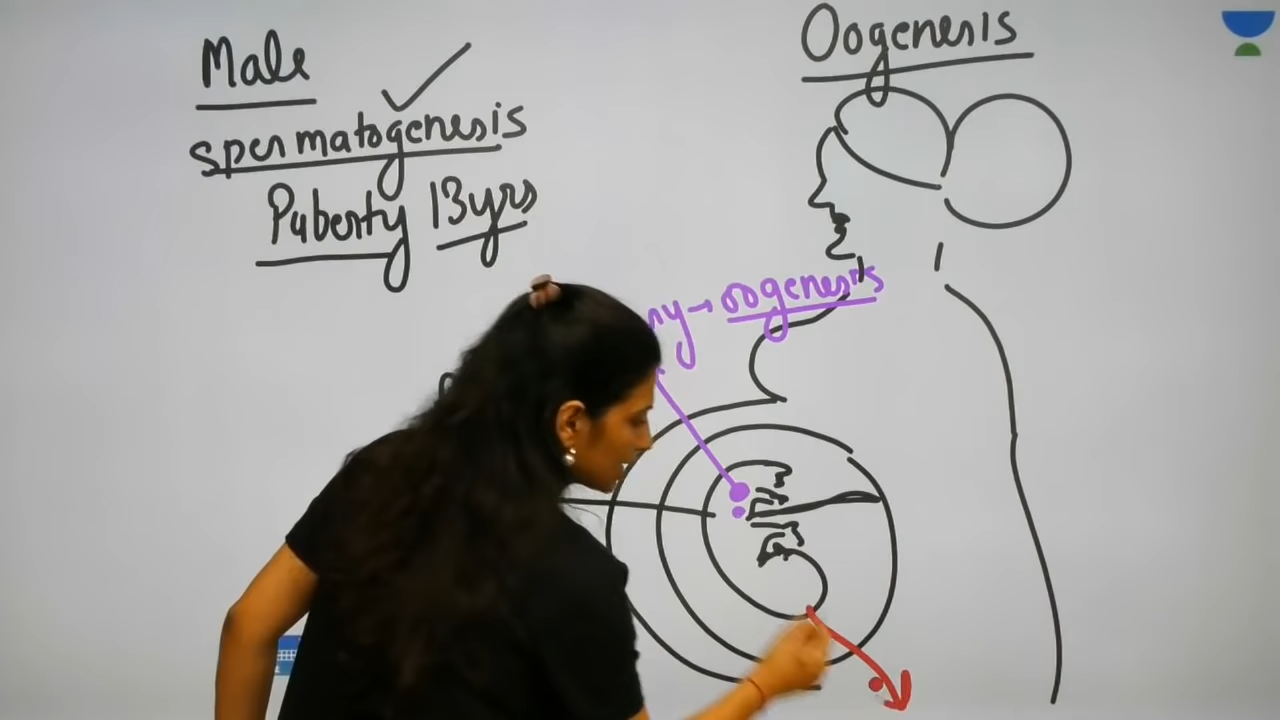 Male
spermatogenesis
Puberty 13yrs
Oogenesis
→ oogenesis